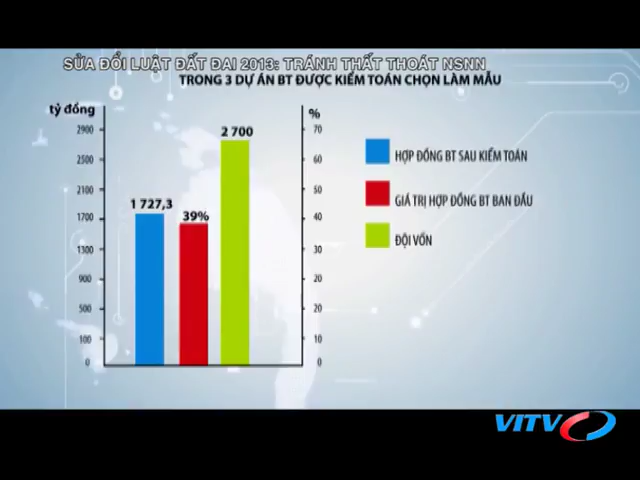 SỬA ĐỔI LUẬT ĐẤT ĐAI 2013: TRÁNH THẤT THOÁT NSNN
TRONG 3 DỰ ÁN BT ĐƯỢC KIỂM TOÁN CHỌN LÀM MẪU
tỷ đồng %
2900 70
2 700
2500 60
2100 50
1 727,3
1700 40
39%
1300 30
900 20
500 20
100 10
0 0
HỢP ĐỒNG BT SAU KIỂM TOÁN
GIÁ TRỊ HỢP ĐỒNG BT BAN ĐẦU
ĐỘI VỐN
VITV